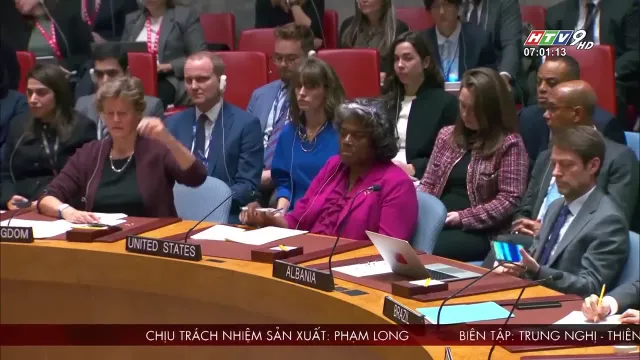 HTV9 HD
07:01:13
GDOM
UNITED STATES
ALBANIA
BRAZIL
CHỊU TRÁCH NHIỆM SẢN XUẤT: PHẠM LONG BIÊN TẬP: TRUNG NGHỊ - THIÊN